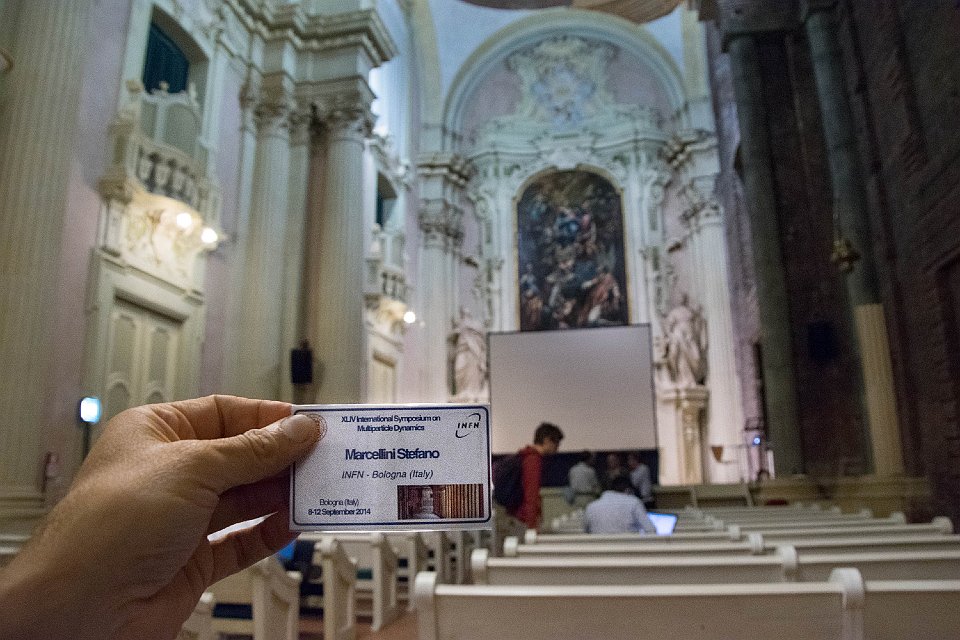 XLIV International Symposium on
Multiparticle Dynamics
INFN
Marcellini Stefano
INFN - Bologna (Italy)
Bologna (Italy)
8-12 September 2014